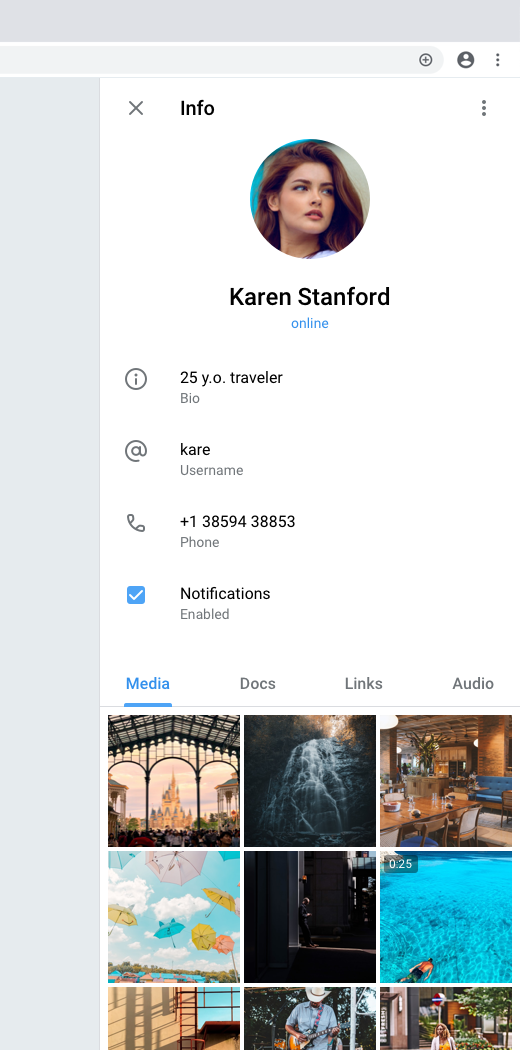 Info
Karen Stanford
online
25 y.o. traveler
Bio
kare
Username
+1 38594 38853
Phone
Notifications
Enabled
Media Docs Links Audio
0:25